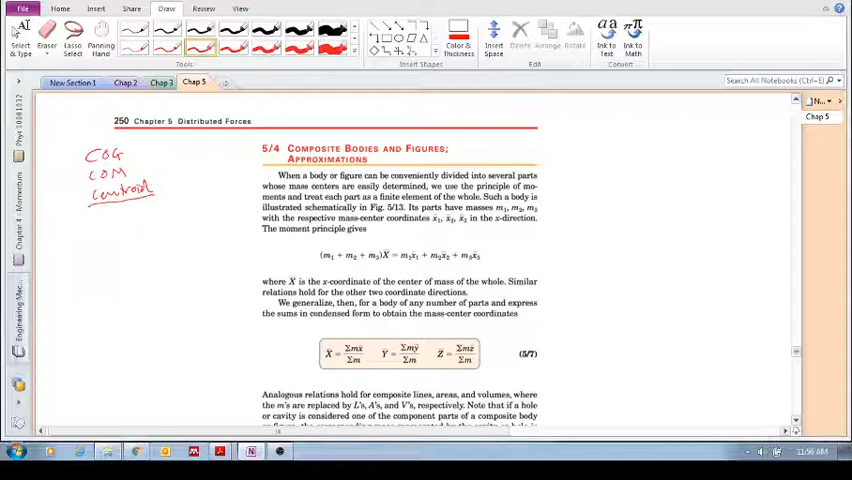 File Home Insert Share Draw Review View
Select & Type
Eraser
Lasso Select
Panning Hand
Tools
Insert Shapes
Color & Thickness
Insert Space
Delete
Arrange
Rotate
Edit
Ink to Text
Ink to Math
Convert
New Section 1 Chap 2 Chap 3 Chap 5
Search All Notebooks (Ctrl+E)
Chap 5
Phys 10081032
Chapter 4 - Momentum
Engineering Mec
250 Chapter 5 Distributed Forces
COG
COM
Centroid
5/4 COMPOSITE BODIES AND FIGURES;
APPROXIMATIONS
When a body or figure can be conveniently divided into several parts
whose mass centers are easily determined, we use the principle of mo-
ments and treat each part as a finite element of the whole. Such a body is
illustrated schematically in Fig. 5/13. Its parts have masses m₁, m₂, m₃
with the respective mass-center coordinates x̄₁, x̄₂, x̄₃ in the x-direction.
The moment principle gives
(m₁ + m₂ + m₃)X̄ = m₁x̄₁ + m₂x̄₂ + m₃x̄₃
where X̄ is the x-coordinate of the center of mass of the whole. Similar
relations hold for the other two coordinate directions.
We generalize, then, for a body of any number of parts and express
the sums in condensed form to obtain the mass-center coordinates
X̄ = Σmx̄/Σm Ȳ = Σmȳ/Σm Z̄ = Σmz̄/Σm (5/7)
Analogous relations hold for composite lines, areas, and volumes, where
the m's are replaced by L's, A's, and V's, respectively. Note that if a hole
or cavity is considered one of the component parts of a composite body
11:56 AM